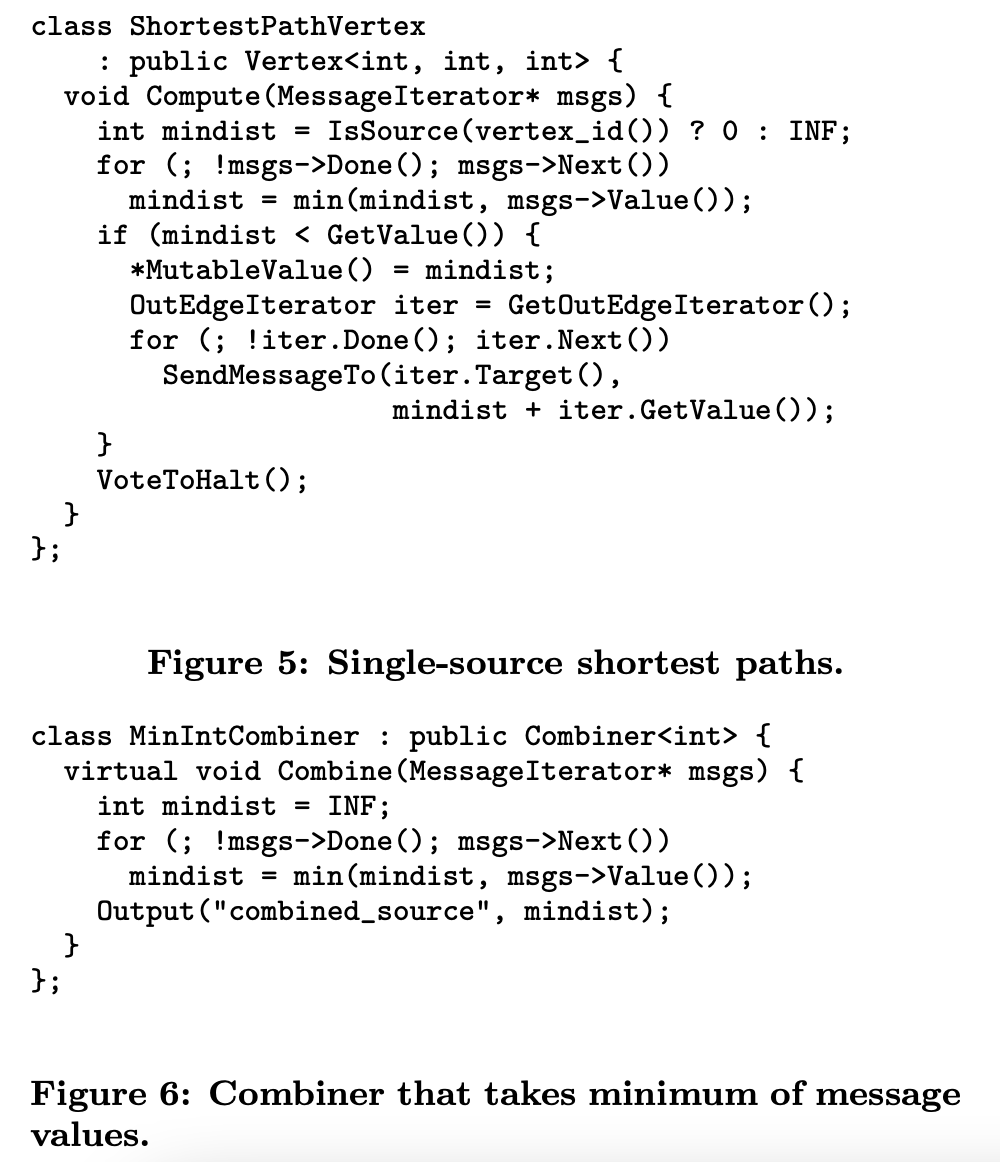 class ShortestPathVertex
    : public Vertex<int, int, int> {
  void Compute(MessageIterator* msgs) {
    int mindist = IsSource(vertex_id()) ? 0 : INF;
    for (; !msgs->Done(); msgs->Next())
      mindist = min(mindist, msgs->Value());
    if (mindist < GetValue()) {
      *MutableValue() = mindist;
      OutEdgeIterator iter = GetOutEdgeIterator();
      for (; !iter.Done(); iter.Next())
        SendMessageTo(iter.Target(),
                      mindist + iter.GetValue());
    }
    VoteToHalt();
  }
};
Figure 5: Single-source shortest paths.
class MinIntCombiner : public Combiner<int> {
  virtual void Combine(MessageIterator* msgs) {
    int mindist = INF;
    for (; !msgs->Done(); msgs->Next())
      mindist = min(mindist, msgs->Value());
    Output("combined_source", mindist);
  }
};
Figure 6: Combiner that takes minimum of message
values.